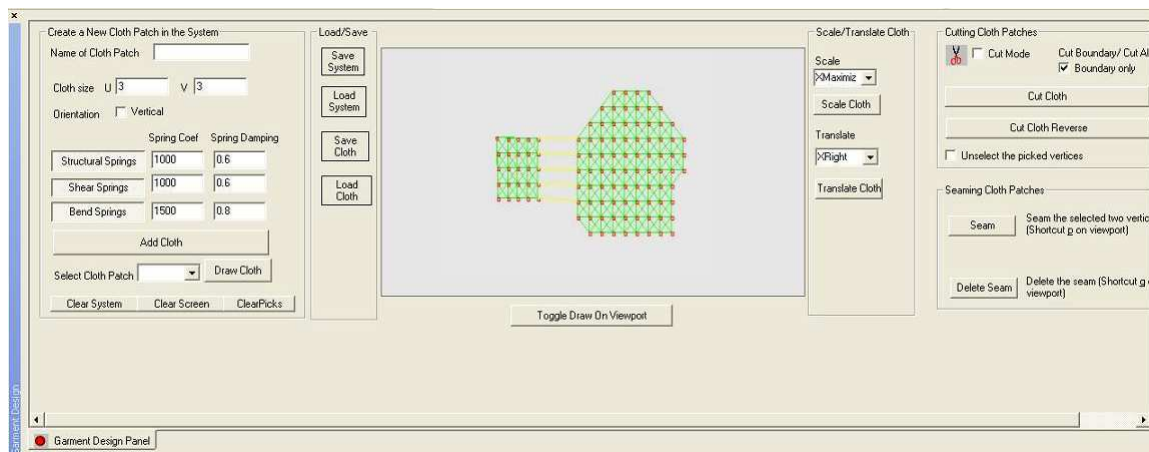 Create a New Cloth Patch in the System
Name of Cloth Patch
Cloth size U 3 V 3
Orientation Vertical
Spring Coef Spring Damping
Structural Springs 1000 0.6
Shear Springs 1000 0.6
Bend Springs 1500 0.8
Add Cloth
Select Cloth Patch Draw Cloth
Clear System Clear Screen ClearPicks
Load/Save
Save
System
Load
System
Save
Cloth
Load
Cloth
Toggle Draw On Viewport
Scale/Translate Cloth
Scale
XMaximiz
Scale Cloth
Translate
XRight
Translate Cloth
Cutting Cloth Patches
Cut Mode
Cut Boundary/ Cut Al
Boundary only
Cut Cloth
Cut Cloth Reverse
Unselect the picked vertices
Seaming Cloth Patches
Seam
Seam the selected two vertic
(Shortcut p on viewport)
Delete Seam
Delete the seam (Shortcut g o
viewport)
Garment Design
Garment Design Panel